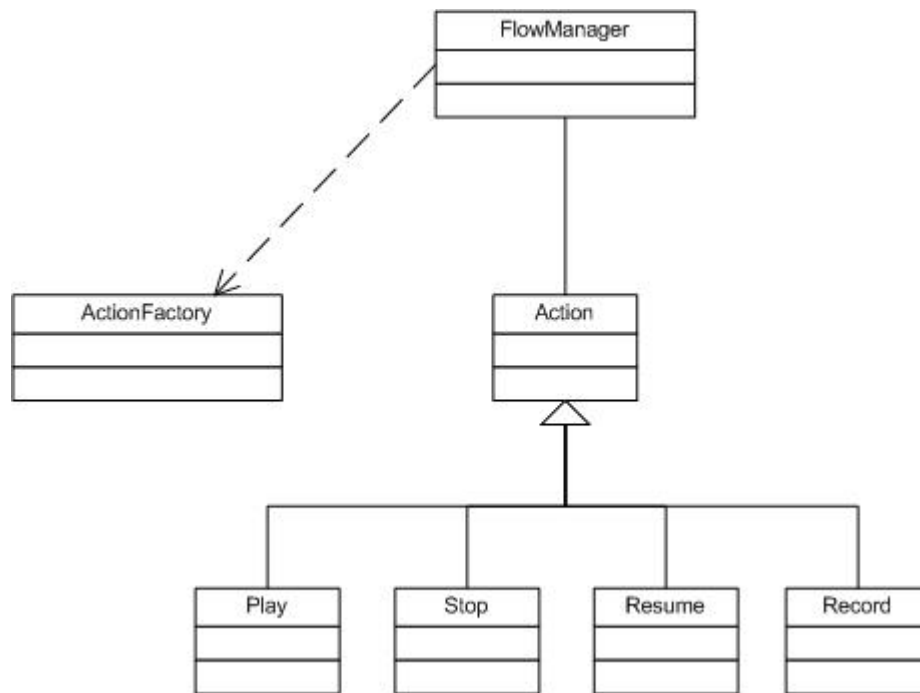 FlowManager
ActionFactory
Action
Play
Stop
Resume
Record